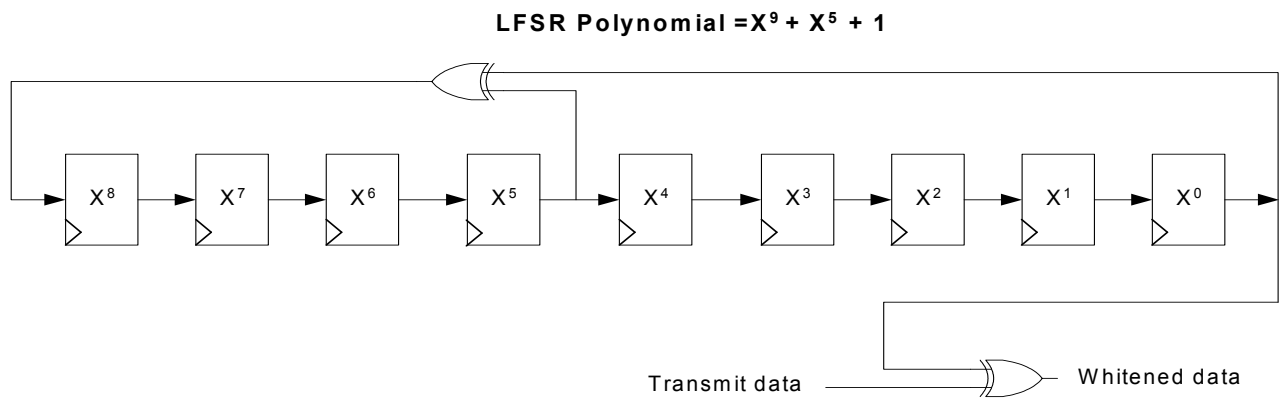 LFSR Polynomial =X⁹ + X⁵ + 1
X⁸ X⁷ X⁶ X⁵ X⁴ X³ X² X¹ X⁰
Transmit data
Whitened data